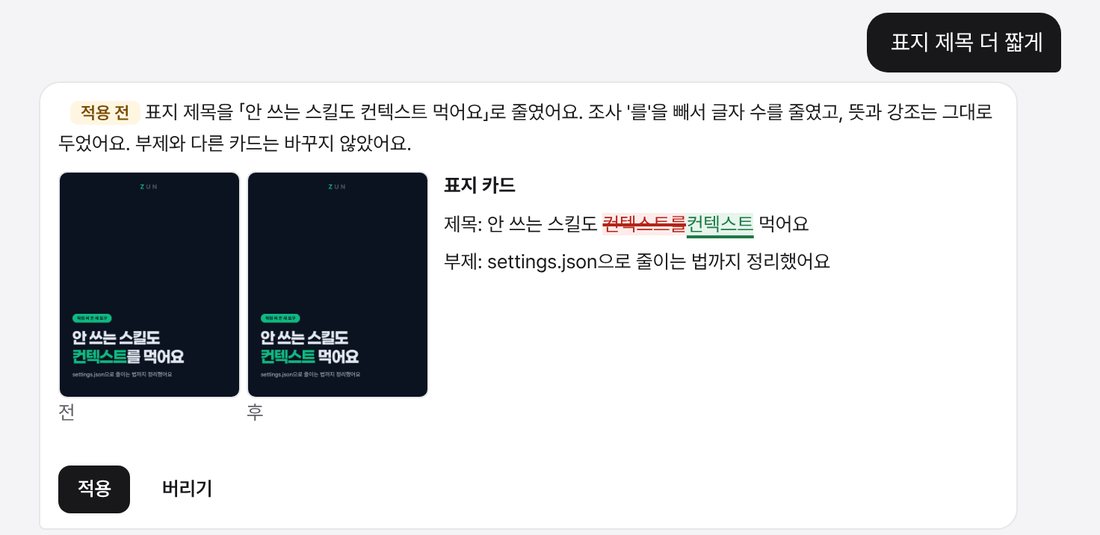 표지 제목 더 짧게
적용 전 표지 제목을 「안 쓰는 스킬도 컨텍스트 먹어요」로 줄였어요. 조사 '를'을 빼서 글자 수를 줄였고, 뜻과 강조는 그대로
두었어요. 부제와 다른 카드는 바꾸지 않았어요.
ZUN
안 쓰는 스킬도
컨텍스트를 먹어요
settings.json으로 줄이는 법까지 정리했어요
전
ZUN
안 쓰는 스킬도
컨텍스트 먹어요
settings.json으로 줄이는 법까지 정리했어요
후
표지 카드
제목: 안 쓰는 스킬도 컨텍스트를컨텍스트 먹어요
부제: settings.json으로 줄이는 법까지 정리했어요
적용
버리기